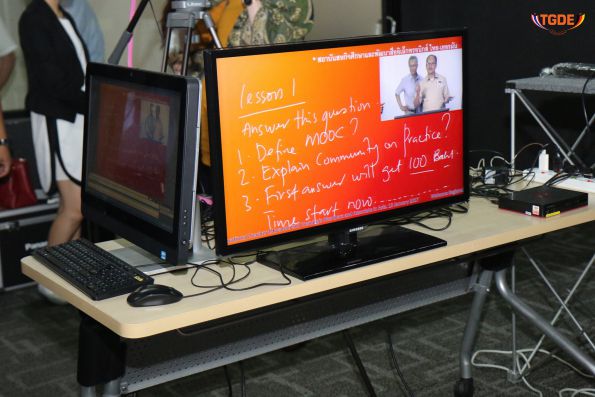 TGDE
Lesson 1
Answer this question.
1. Define MOOC?
2. Explain Community on Practice?
3. First answer will get 100 Baht.
Time start now..........
SAMSUNG